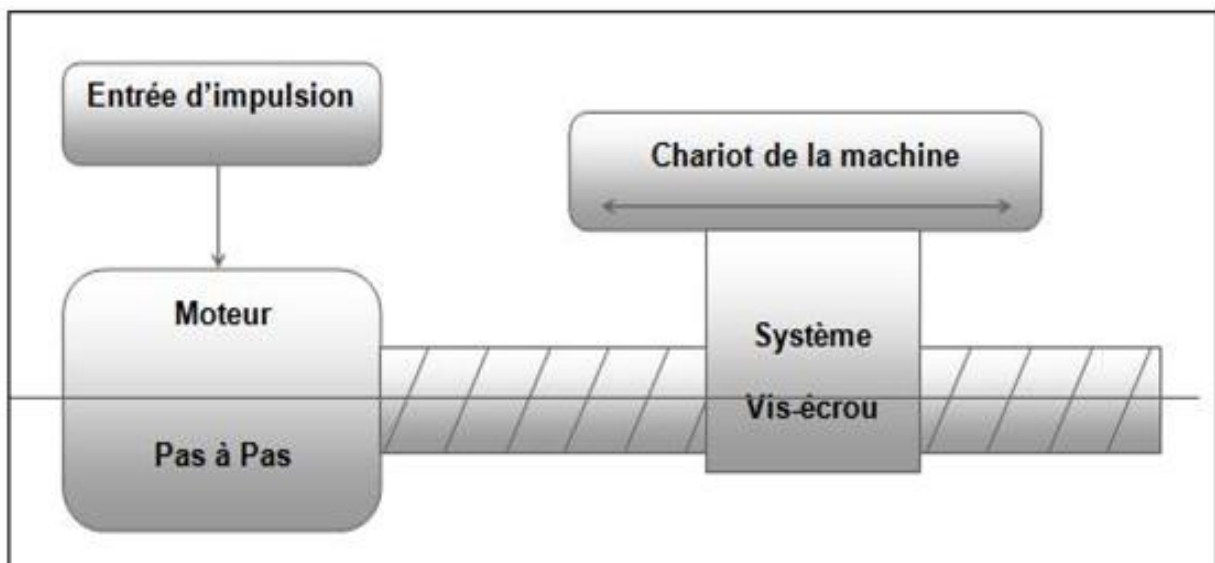 Entrée d'impulsion
Chariot de la machine
Moteur
Pas à Pas
Système
Vis-écrou